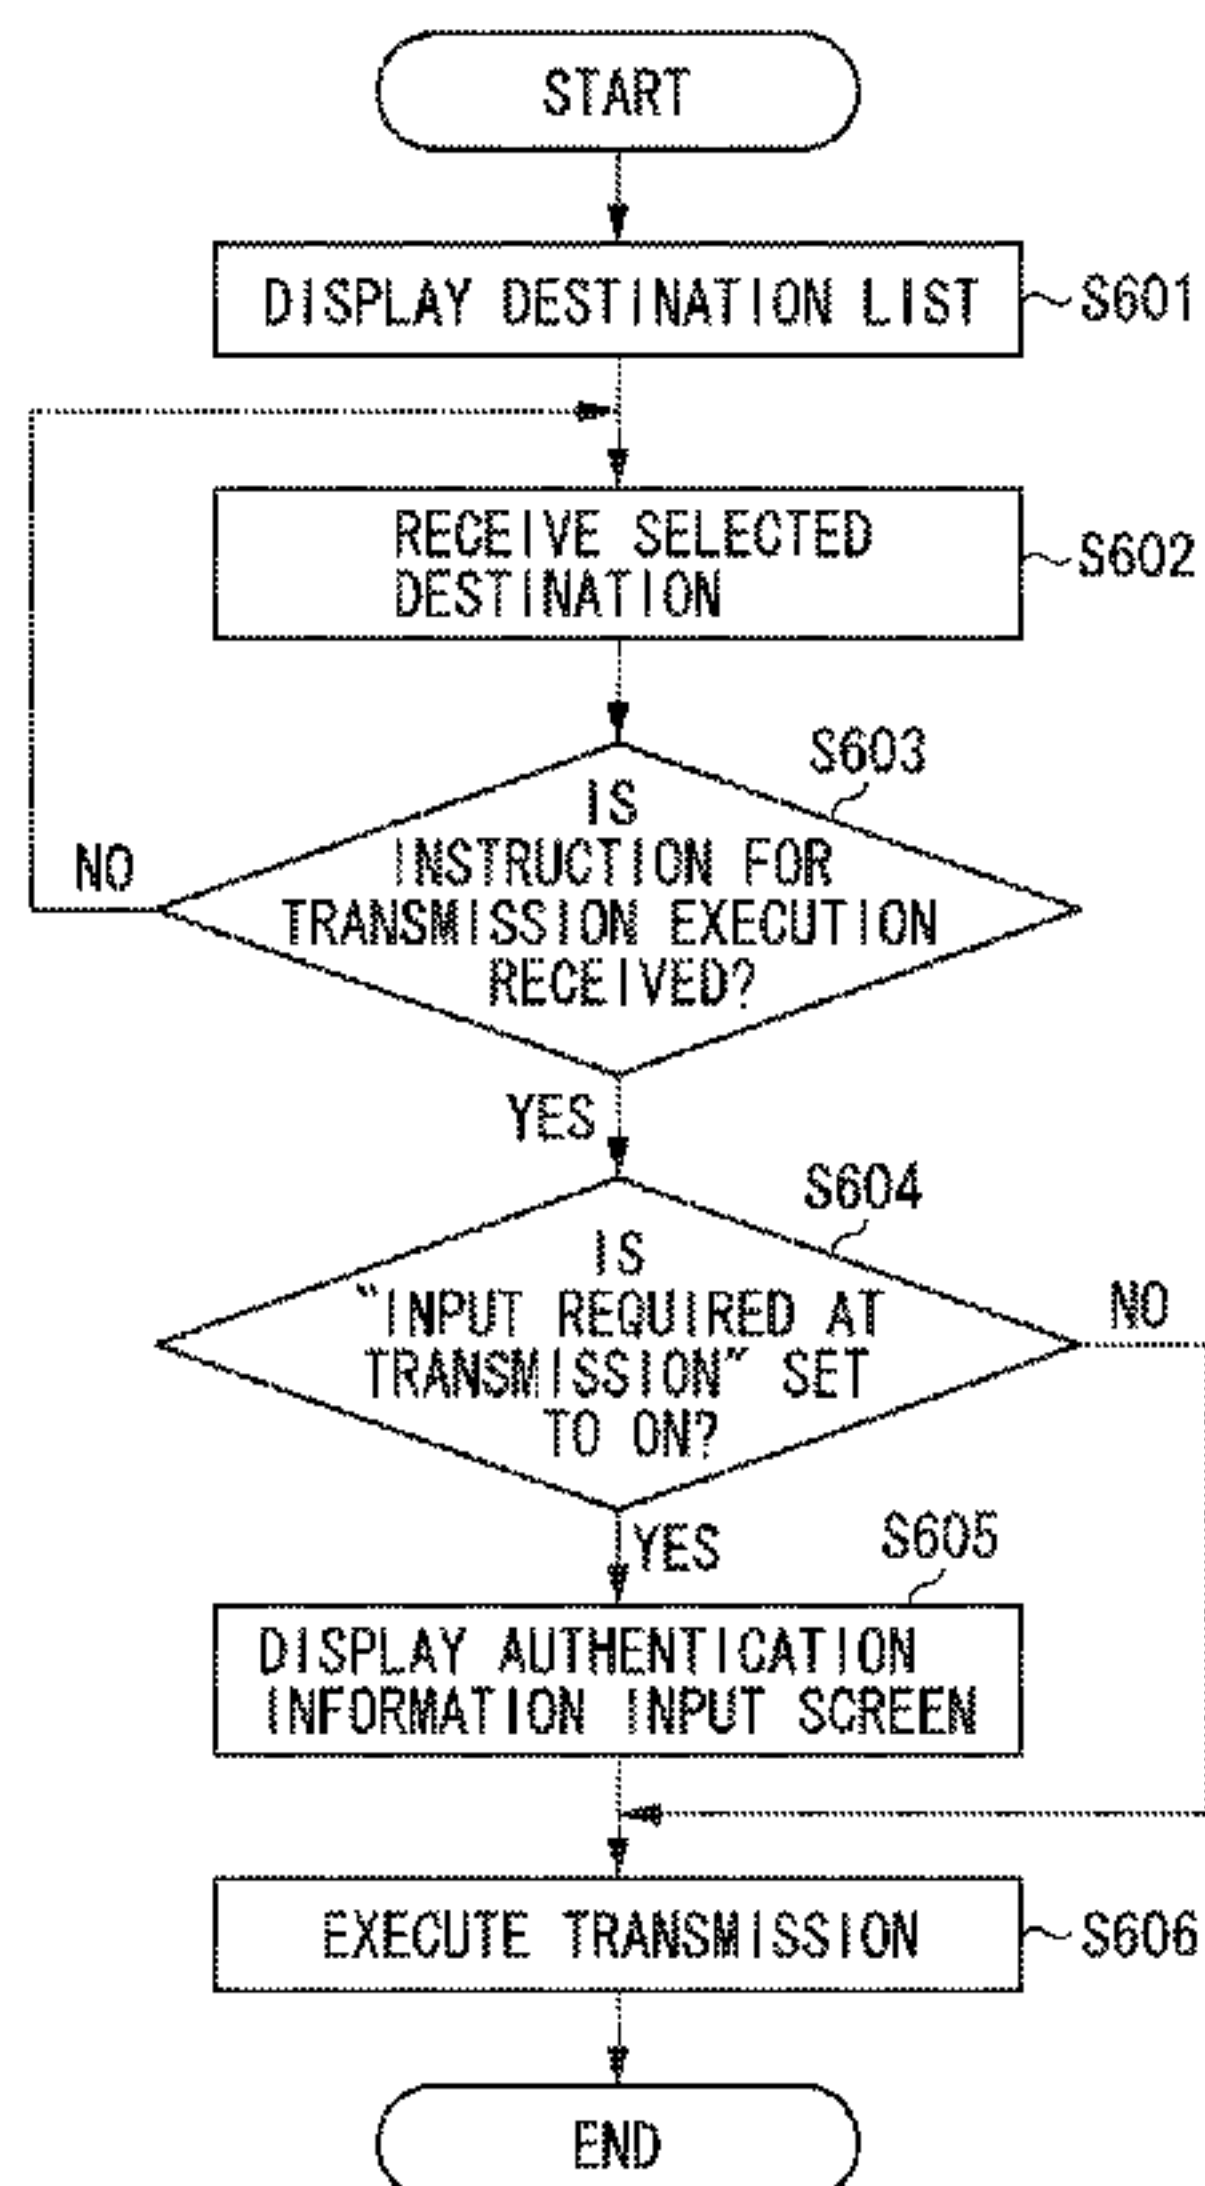 START
DISPLAY DESTINATION LIST
S601
RECEIVE SELECTED
DESTINATION
S602
S603
IS
INSTRUCTION FOR
TRANSMISSION EXECUTION
RECEIVED?
NO
YES
S604
IS
"INPUT REQUIRED AT
TRANSMISSION" SET
TO ON?
NO
YES
S605
DISPLAY AUTHENTICATION
INFORMATION INPUT SCREEN
EXECUTE TRANSMISSION
S606
END